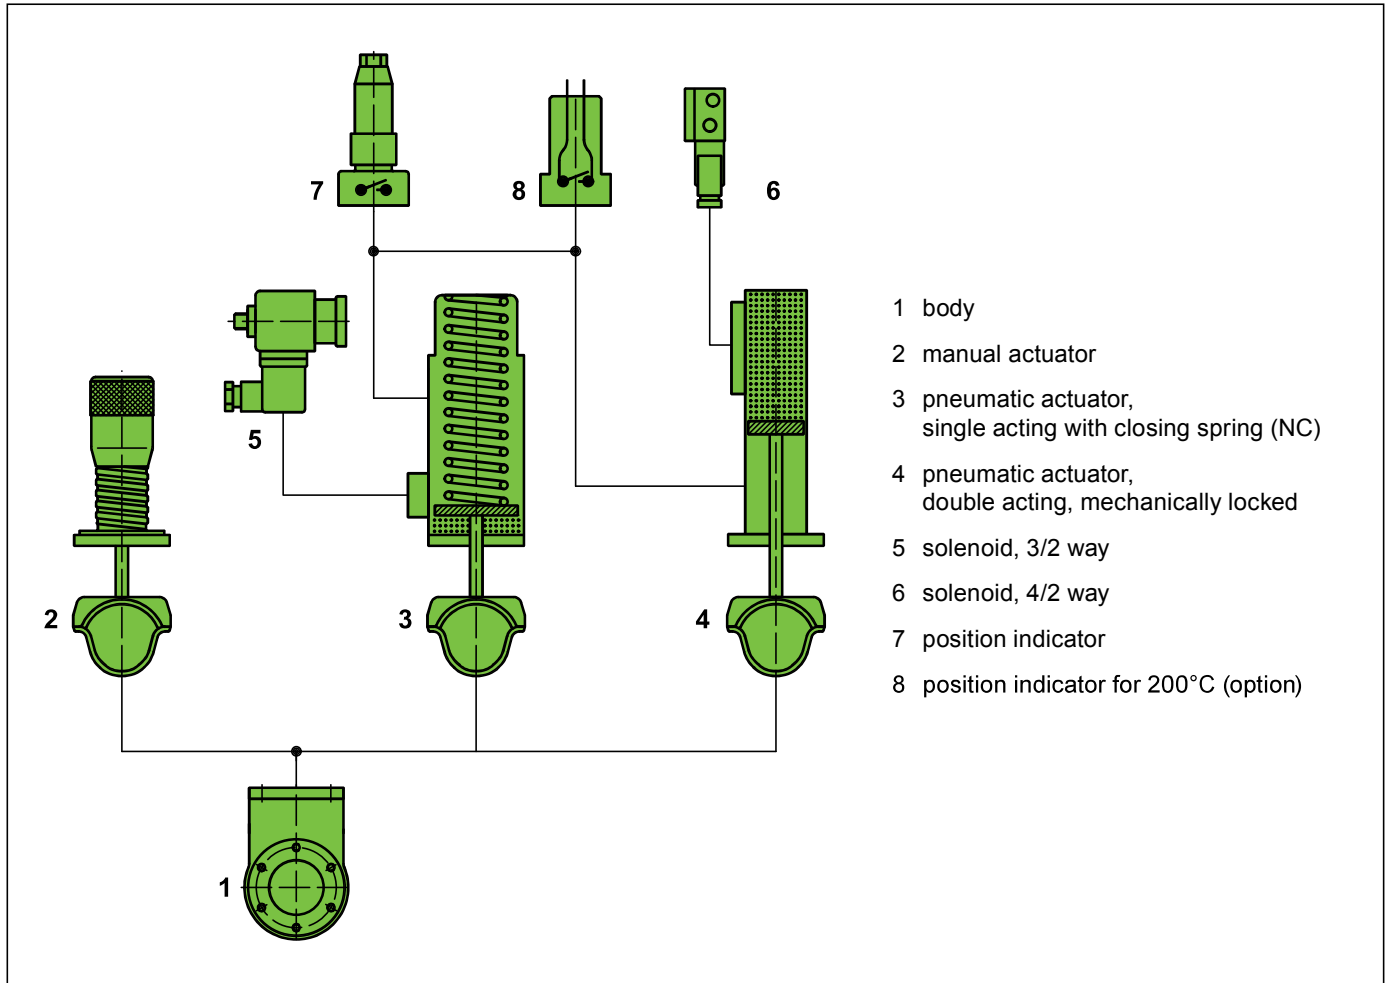 7
8
6
5
2
3
4
1
1 body
2 manual actuator
3 pneumatic actuator,
single acting with closing spring (NC)
4 pneumatic actuator,
double acting, mechanically locked
5 solenoid, 3/2 way
6 solenoid, 4/2 way
7 position indicator
8 position indicator for 200°C (option)